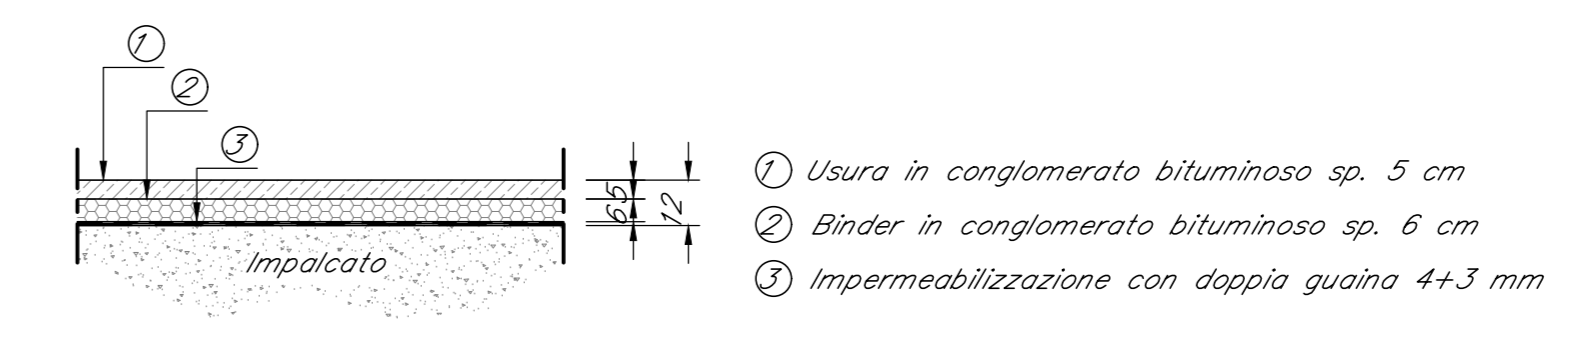 1
2
3
5
6
12
Impalcato
1 Usura in conglomerato bituminoso sp. 5 cm
2 Binder in conglomerato bituminoso sp. 6 cm
3 Impermeabilizzazione con doppia guaina 4+3 mm